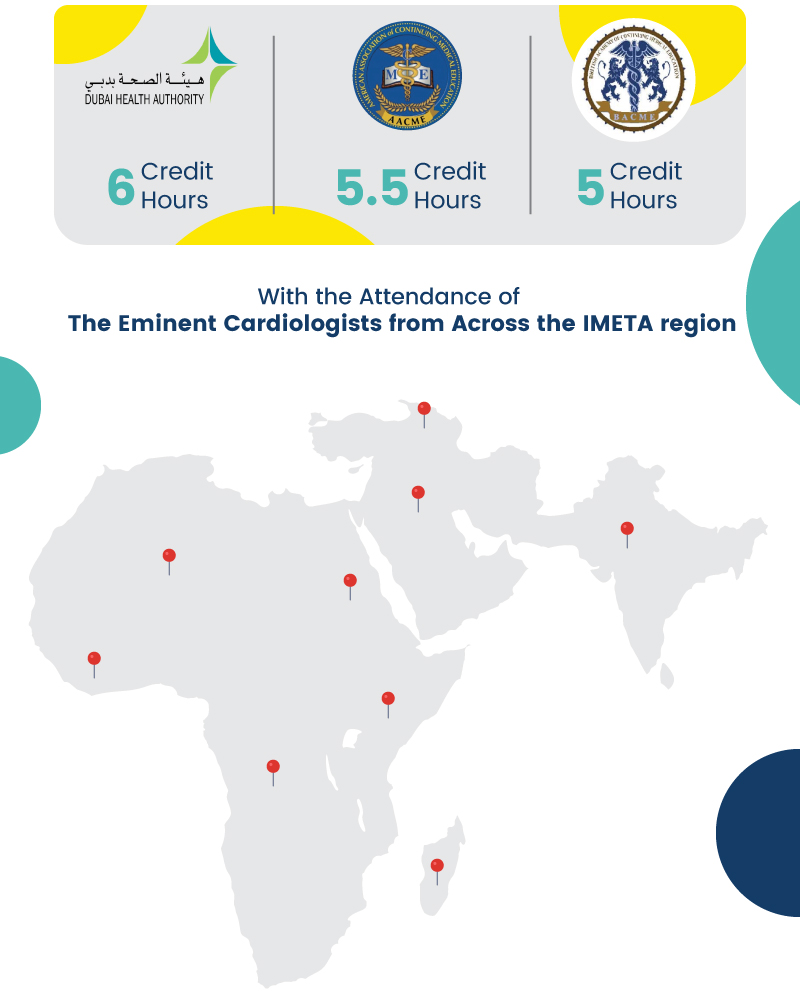 هيئة الصحة بدبي
DUBAI HEALTH AUTHORITY
AMERICAN ASSOCIATION of CONTINUING MEDICAL EDUCATION
M E
AACME
BRITISH ACADEMY OF CONTINUING MEDICAL EDUCATION
BACME
6 Credit
Hours
5.5 Credit
Hours
5 Credit
Hours
With the Attendance of
The Eminent Cardiologists from Across the IMETA region